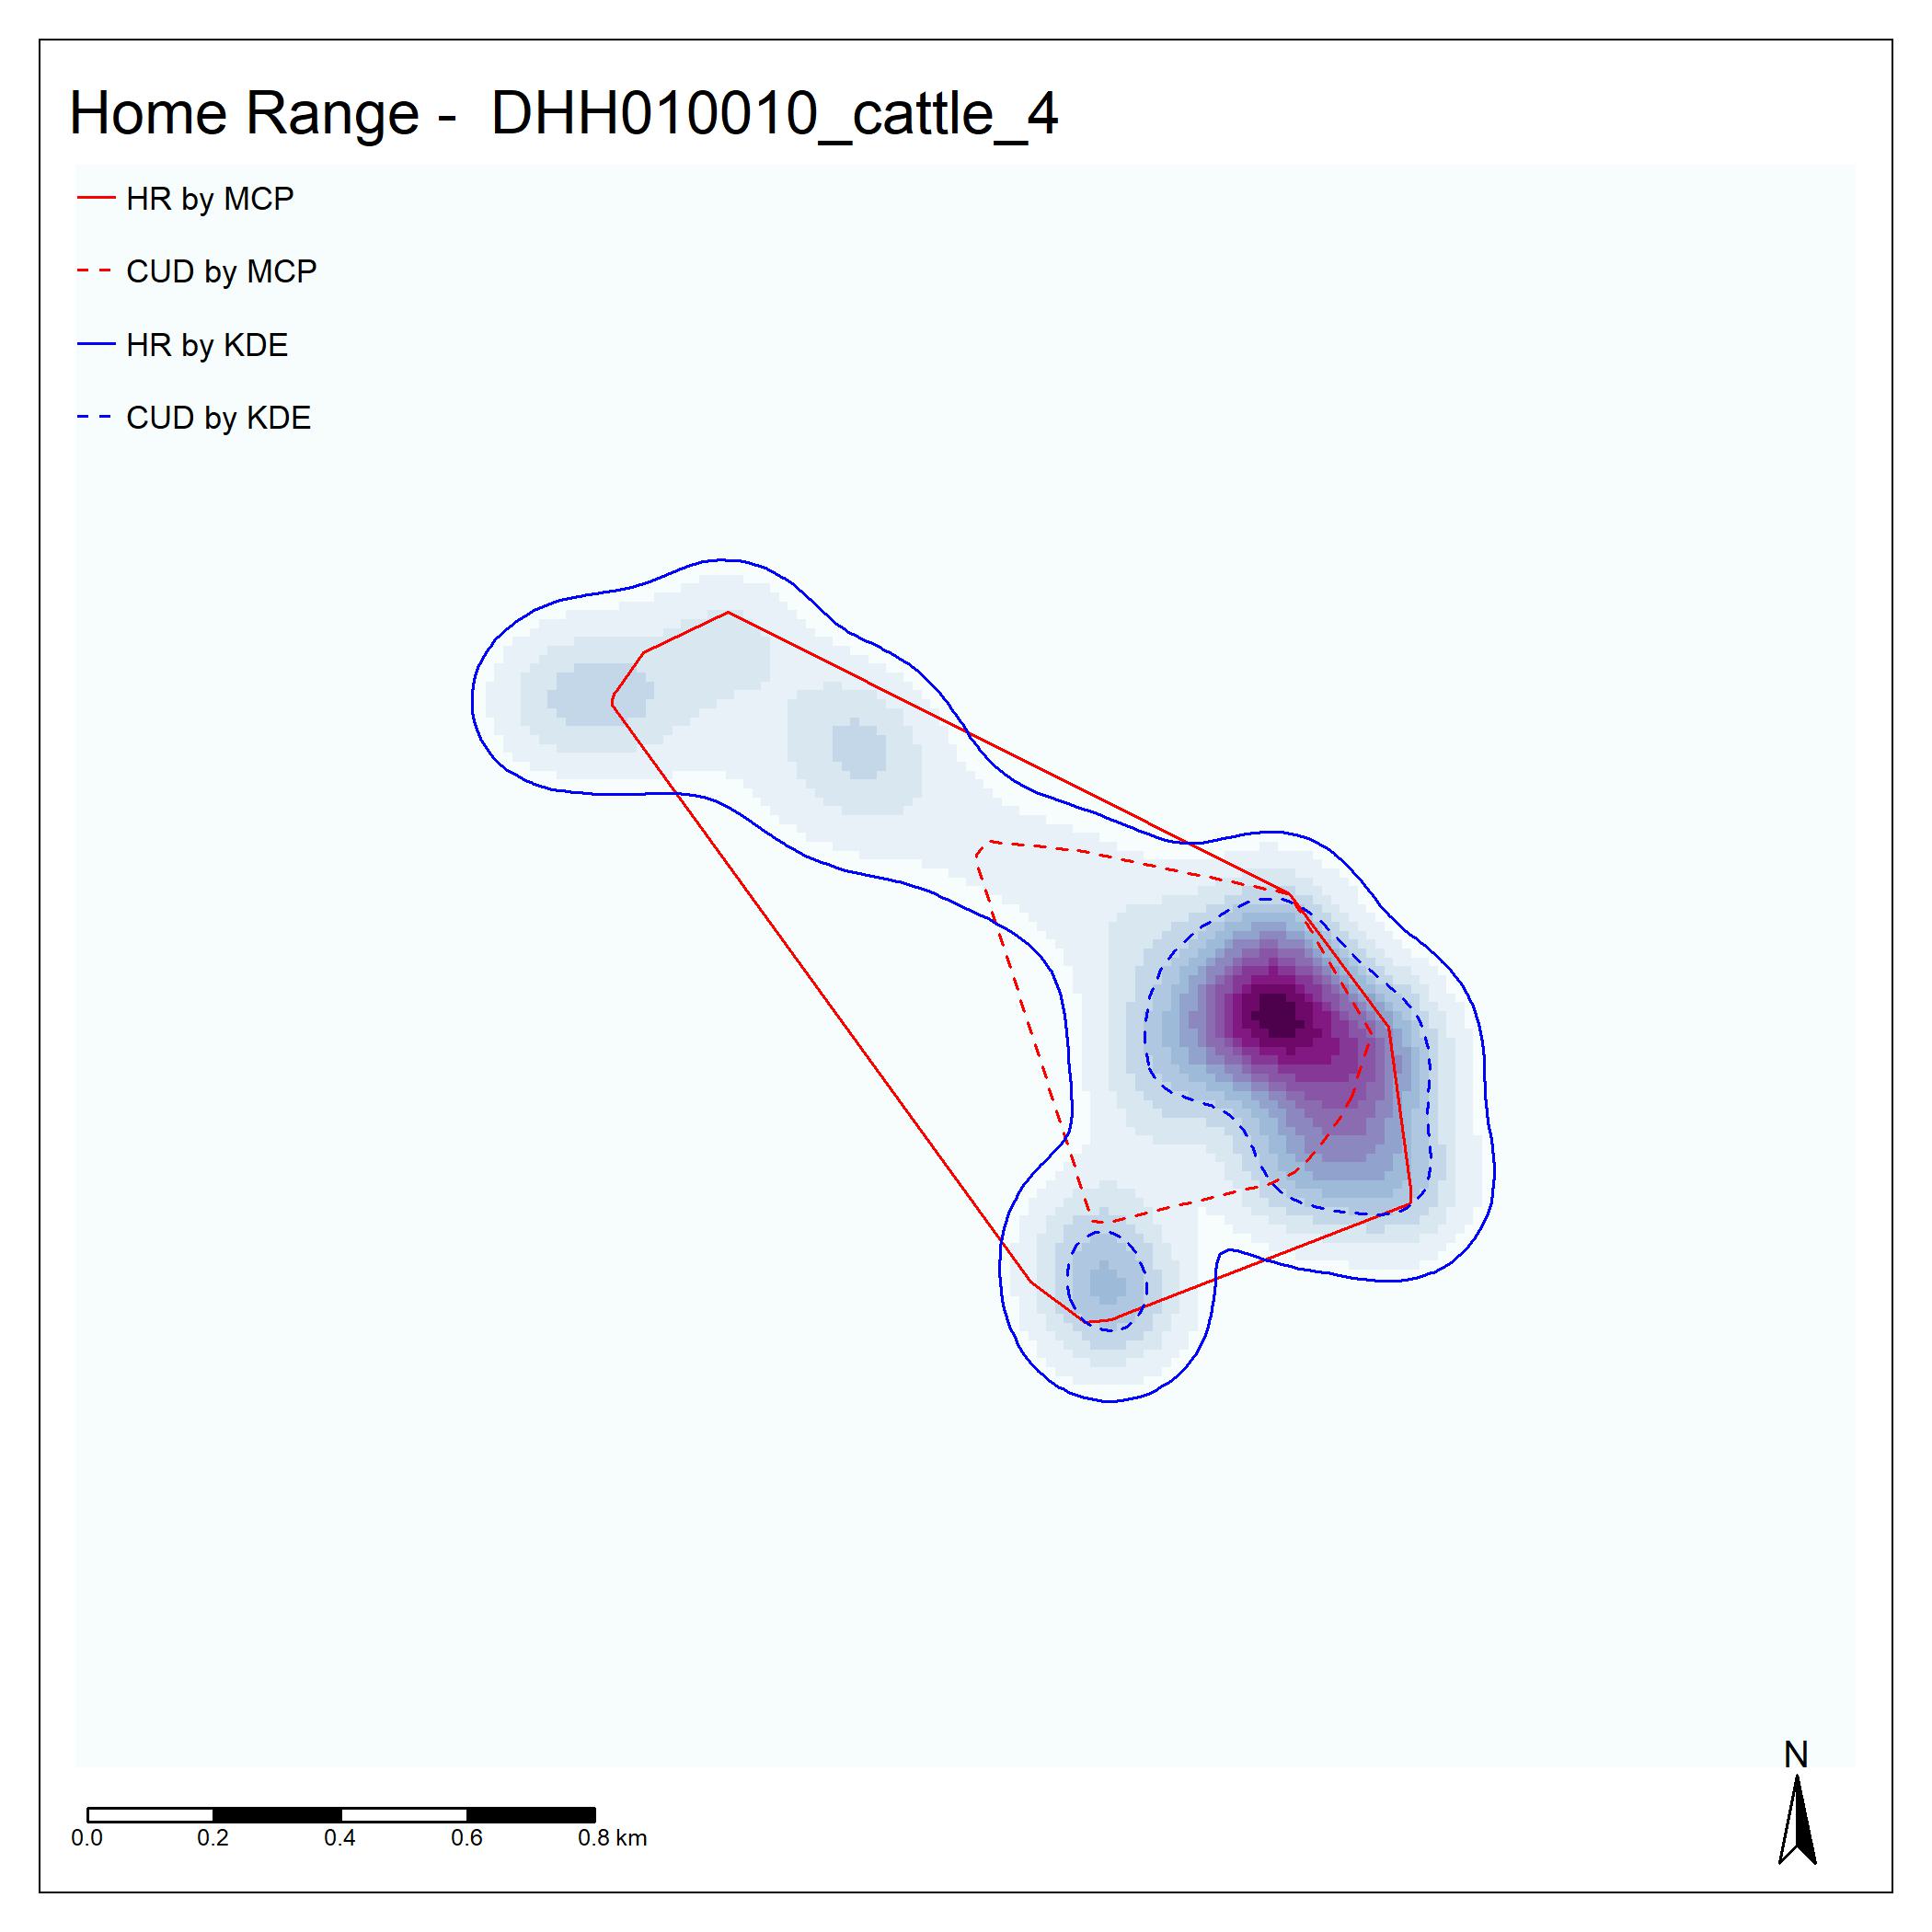 Home Range -  DHH010010_cattle_4
HR by MCP
CUD by MCP
HR by KDE
CUD by KDE
N
0.0 0.2 0.4 0.6 0.8 km